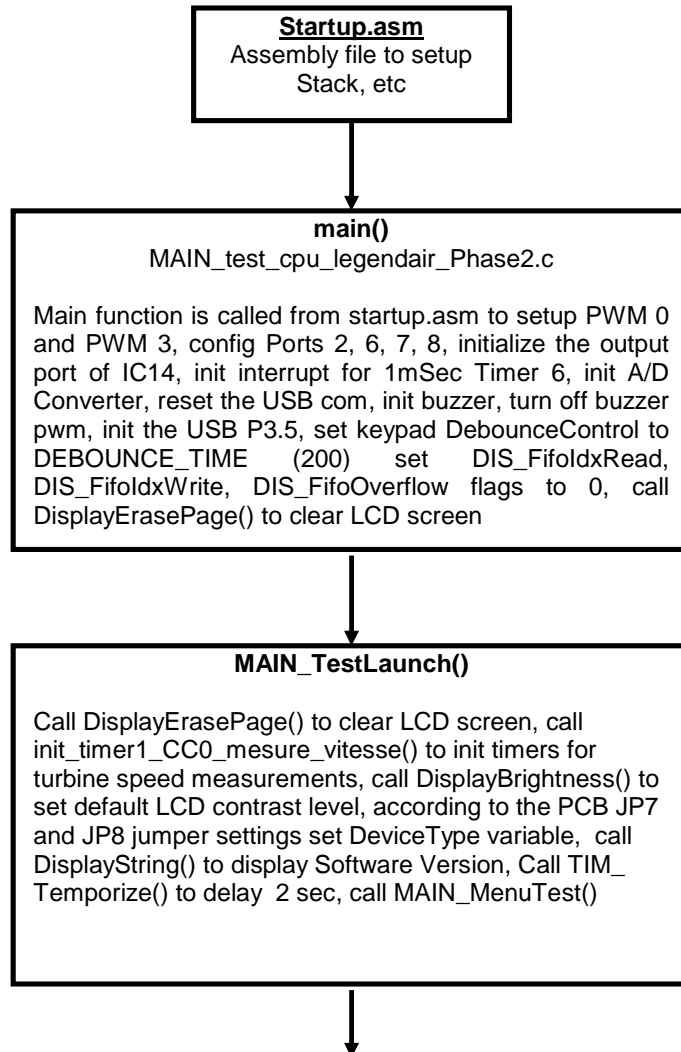 Startup.asm
Assembly file to setup
Stack, etc
main()
MAIN_test_cpu_legendair_Phase2.c
Main function is called from startup.asm to setup PWM 0
and PWM 3, config Ports 2, 6, 7, 8, initialize the output
port of IC14, init interrupt for 1mSec Timer 6, init A/D
Converter, reset the USB com, init buzzer, turn off buzzer
pwm, init the USB P3.5, set keypad DebounceControl to
DEBOUNCE_TIME (200) set DIS_FifoIdxRead,
DIS_FifoIdxWrite, DIS_FifoOverflow flags to 0, call
DisplayErasePage() to clear LCD screen
MAIN_TestLaunch()
Call DisplayErasePage() to clear LCD screen, call
init_timer1_CC0_mesure_vitesse() to init timers for
turbine speed measurements, call DisplayBrightness() to
set default LCD contrast level, according to the PCB JP7
and JP8 jumper settings set DeviceType variable, call
DisplayString() to display Software Version, Call TIM_
Temporize() to delay 2 sec, call MAIN_MenuTest()